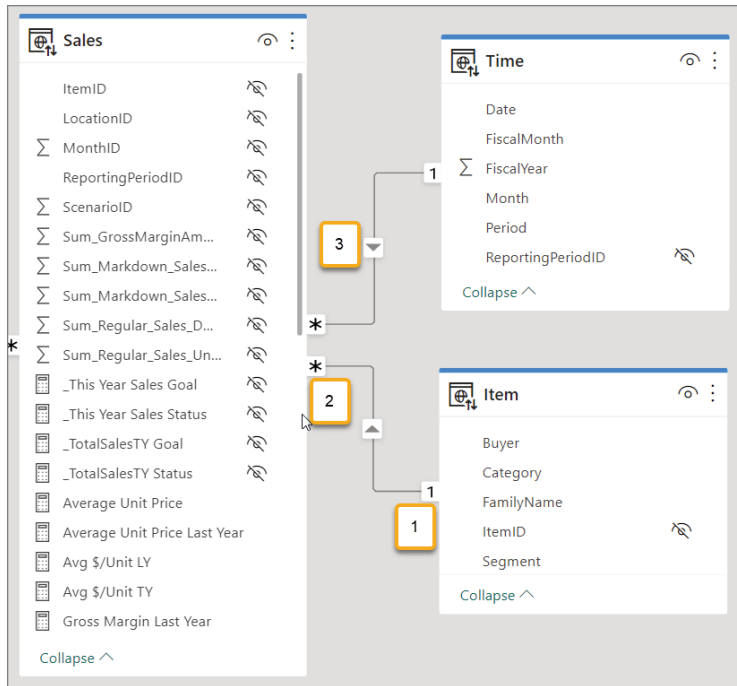 Sales
ItemID
LocationID
MonthID
ReportingPeriodID
ScenarioID
Sum_GrossMarginAm...
Sum_Markdown_Sales...
Sum_Markdown_Sales...
Sum_Regular_Sales_D...
Sum_Regular_Sales_Un...
_This Year Sales Goal
_This Year Sales Status
_TotalSalesTY Goal
_TotalSalesTY Status
Average Unit Price
Average Unit Price Last Year
Avg $/Unit LY
Avg $/Unit TY
Gross Margin Last Year
Collapse
*
3
*
2
*
1
1
1
Time
Date
FiscalMonth
FiscalYear
Month
Period
ReportingPeriodID
Collapse
Item
Buyer
Category
FamilyName
ItemID
Segment
Collapse